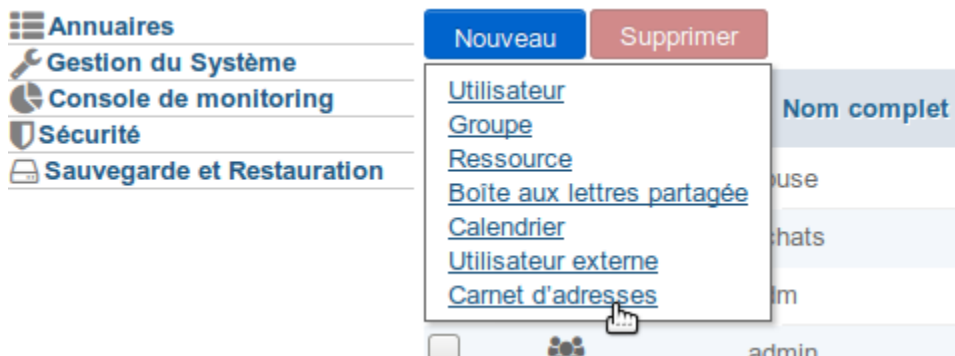 Annuaires
Gestion du Système
Console de monitoring
Sécurité
Sauvegarde et Restauration
Nouveau
Supprimer
Utilisateur
Groupe
Ressource
Boîte aux lettres partagée
Calendrier
Utilisateur externe
Carnet d'adresses
Nom complet
admin